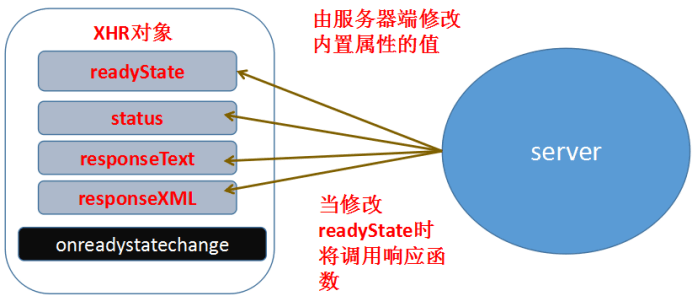 XHR对象
readyState
status
responseText
responseXML
onreadystatechange
由服务器端修改
内置属性的值
server
当修改
readyState时
将调用响应函
数